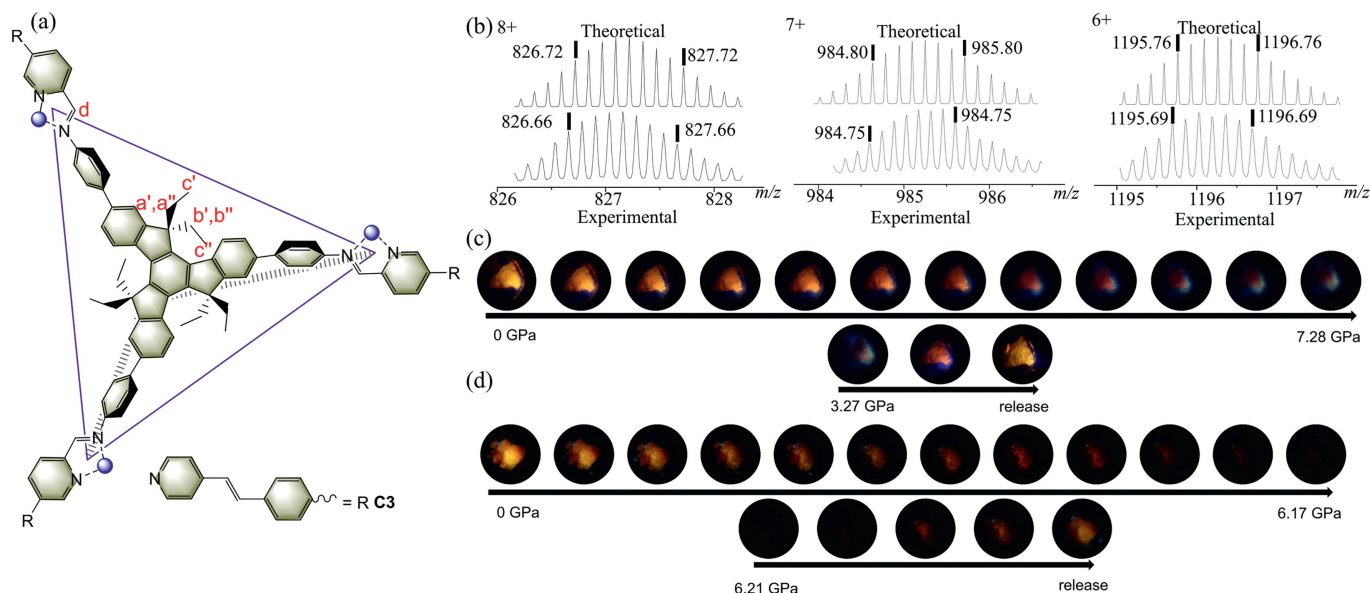 (a)
R
N
N
d
c'
a',a''
b',b''
c''
N
N
R
N
N
R
N
= R C3
(b)
8+
Theoretical
826.72
827.72
826.66
827.66
826
827
828
m/z
Experimental
7+
Theoretical
984.80
985.80
984.75
984.75
984
985
986
m/z
Experimental
6+
Theoretical
1195.76
1196.76
1195.69
1196.69
1195
1196
1197
m/z
Experimental
(c)
0 GPa
7.28 GPa
3.27 GPa
release
(d)
0 GPa
6.17 GPa
6.21 GPa
release